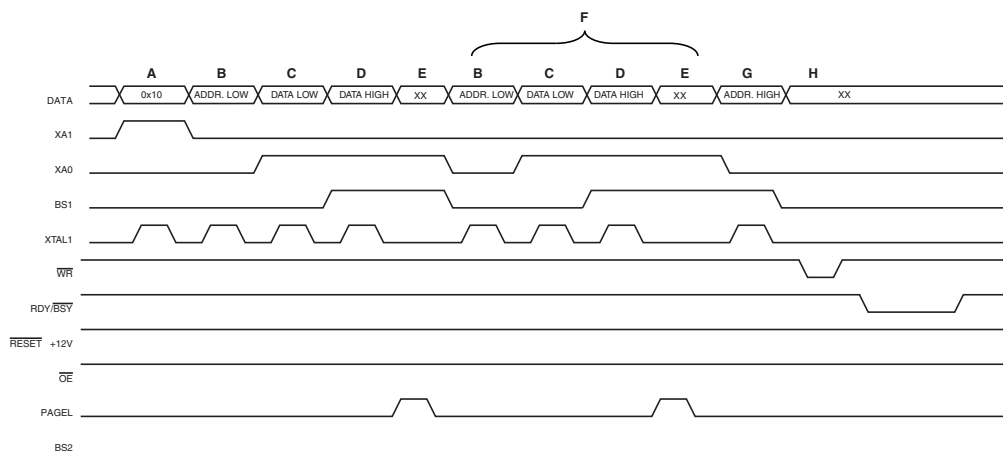 F
A B C D E B C D E G H
DATA 0x10 ADDR. LOW DATA LOW DATA HIGH XX ADDR. LOW DATA LOW DATA HIGH XX ADDR. HIGH XX
XA1
XA0
BS1
XTAL1
WR
RDY/BSY
RESET +12V
OE
PAGEL
BS2